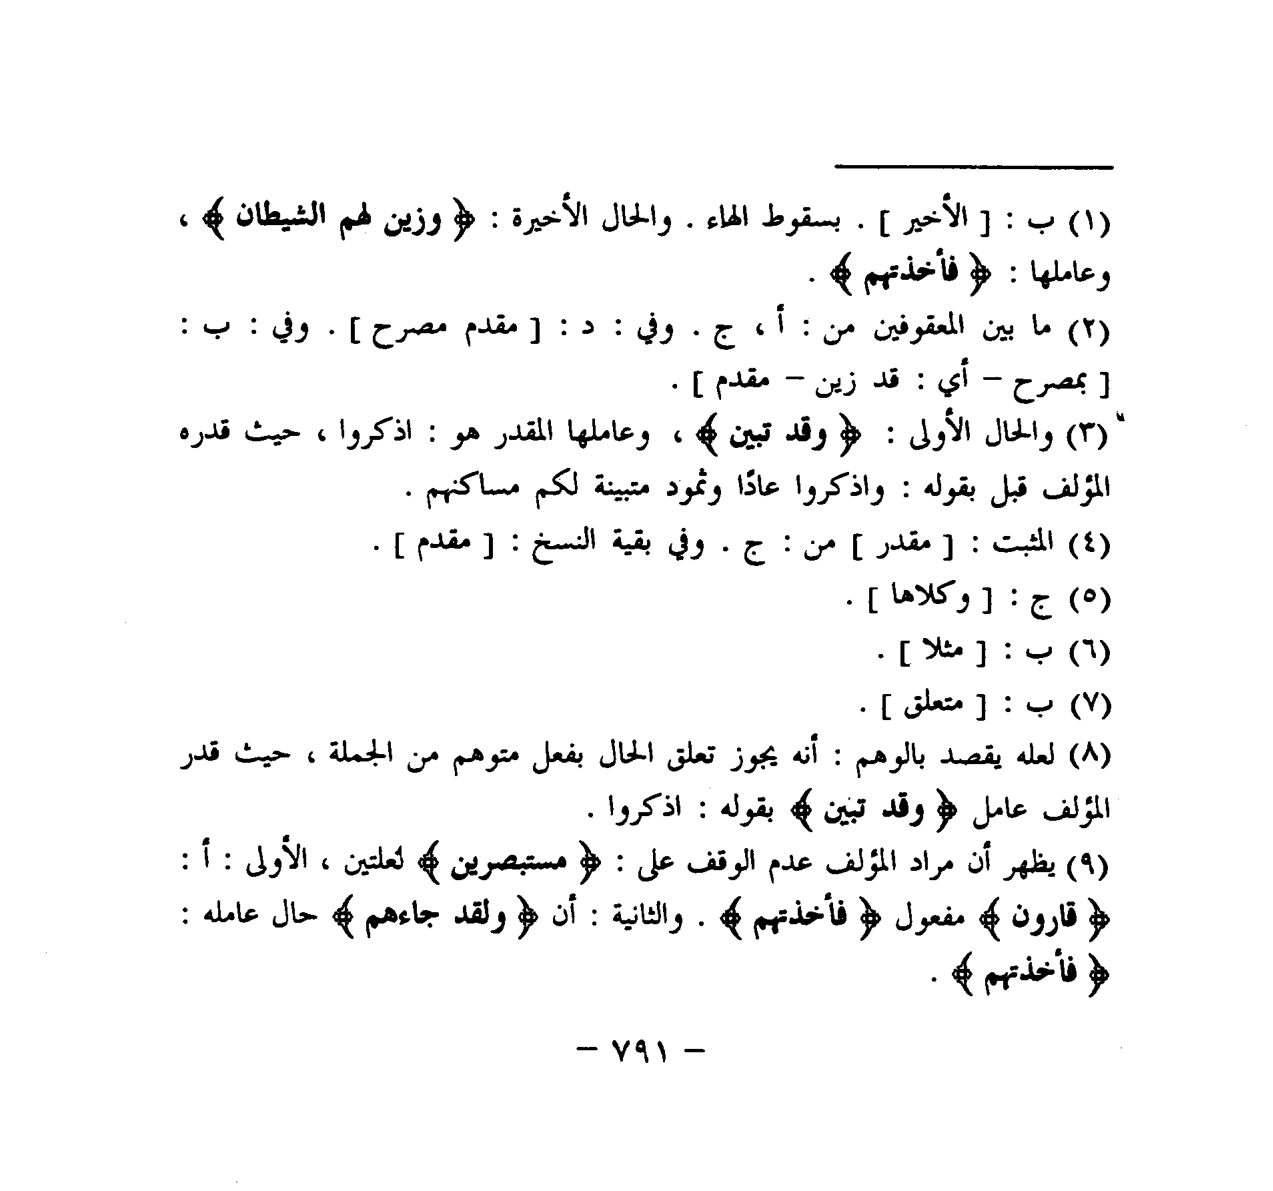 (١) ب : [ الأخير ] . بسقوط الهاء . والحال الأخيرة : ﴿ وزين لهم الشيطان ﴾ ،
وعاملها : ﴿ فأخذتهم ﴾ .
(٢) ما بين المعقوفين من : أ ، ج . وفي : د : [ مقدم مصرح ] . وفي : ب :
[ بمصرح – أي : قد زين – مقدم ] .
(٣) والحال الأولى : ﴿ وقد تبين ﴾ ، وعاملها المقدر هو : اذكروا ، حيث قدره
المؤلف قبل بقوله : واذكروا عادًا وثمود متبينة لكم مساكنهم .
(٤) المثبت : [ مقدر ] من : ج . وفي بقية النسخ : [ مقدم ] .
(٥) ج : [ وكلاها ] .
(٦) ب : [ مثلا ] .
(٧) ب : [ متعلق ] .
(٨) لعله يقصد بالوهم : أنه يجوز تعلق الحال بفعل متوهم من الجملة ، حيث قدر
المؤلف عامل ﴿ وقد تبين ﴾ بقوله : اذكروا .
(٩) يظهر أن مراد المؤلف عدم الوقف على : ﴿ مستبصرين ﴾ لعلتين ، الأولى : أ :
﴿ قارون ﴾ مفعول ﴿ فأخذتهم ﴾ . والثانية : أن ﴿ ولقد جاءهم ﴾ حال عامله :
﴿ فأخذتهم ﴾ .
– ٧٩١ –